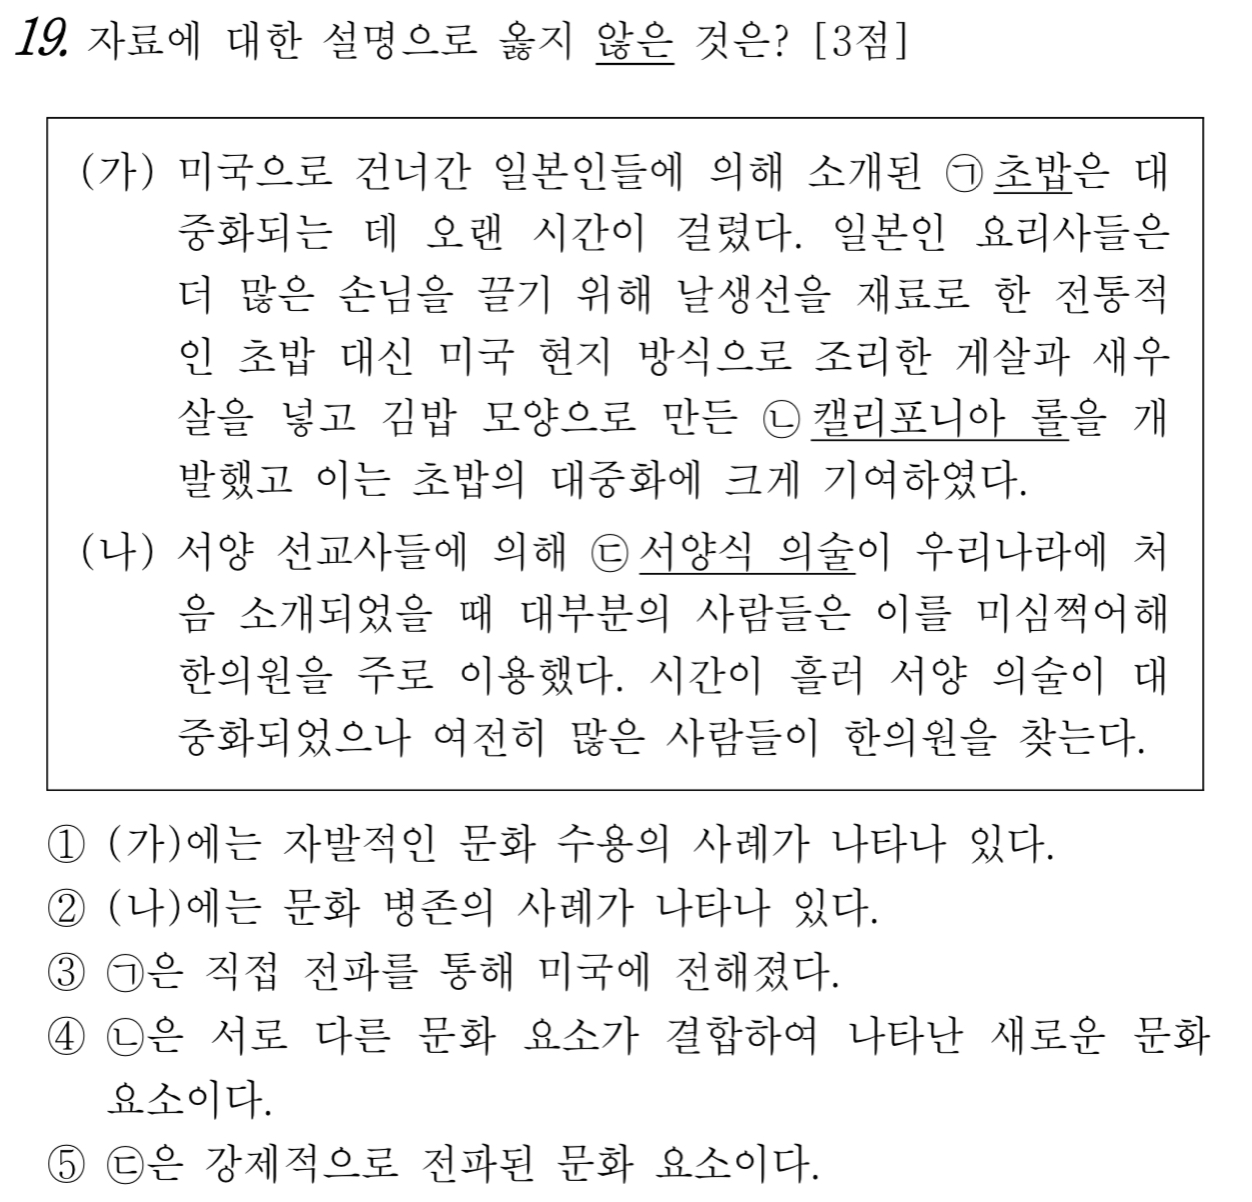 19. 자료에 대한 설명으로 옳지 않은 것은? [3점]
(가) 미국으로 건너간 일본인들에 의해 소개된 ㉠초밥은 대
중화되는 데 오랜 시간이 걸렸다. 일본인 요리사들은
더 많은 손님을 끌기 위해 날생선을 재료로 한 전통적
인 초밥 대신 미국 현지 방식으로 조리한 게살과 새우
살을 넣고 김밥 모양으로 만든 ㉡캘리포니아 롤을 개
발했고 이는 초밥의 대중화에 크게 기여하였다.
(나) 서양 선교사들에 의해 ㉢서양식 의술이 우리나라에 처
음 소개되었을 때 대부분의 사람들은 이를 미심쩍어해
한의원을 주로 이용했다. 시간이 흘러 서양 의술이 대
중화되었으나 여전히 많은 사람들이 한의원을 찾는다.
① (가)에는 자발적인 문화 수용의 사례가 나타나 있다.
② (나)에는 문화 병존의 사례가 나타나 있다.
③ ㉠은 직접 전파를 통해 미국에 전해졌다.
④ ㉡은 서로 다른 문화 요소가 결합하여 나타난 새로운 문화
요소이다.
⑤ ㉢은 강제적으로 전파된 문화 요소이다.